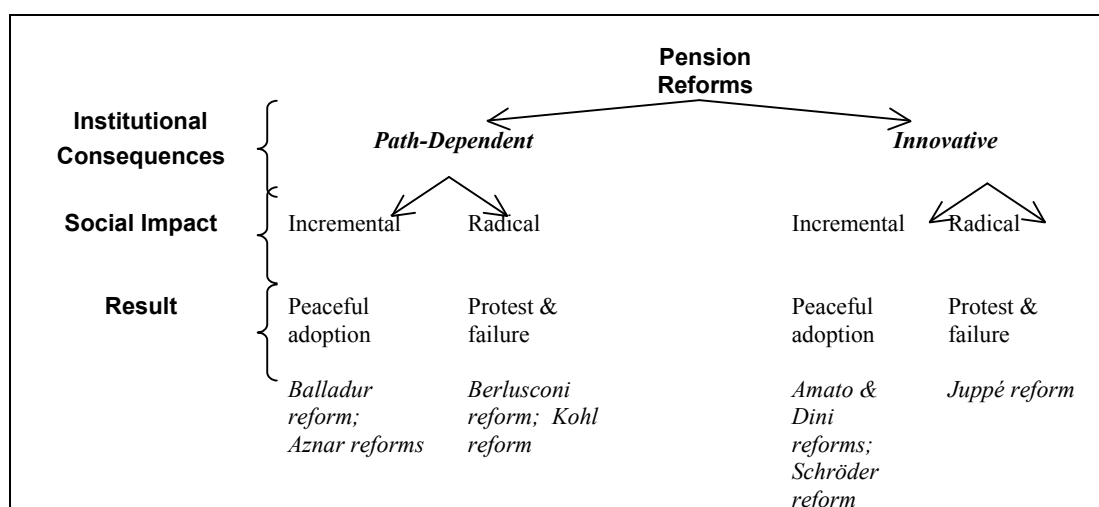 Pension
Reforms
Institutional
Consequences
Path-Dependent Innovative
Social Impact Incremental Radical Incremental Radical
Result Peaceful Protest & Peaceful Protest &
adoption failure adoption failure
Balladur Berlusconi Amato & Juppé reform
reform; reform; Kohl Dini
Aznar reforms reform reforms;
Schröder
reform